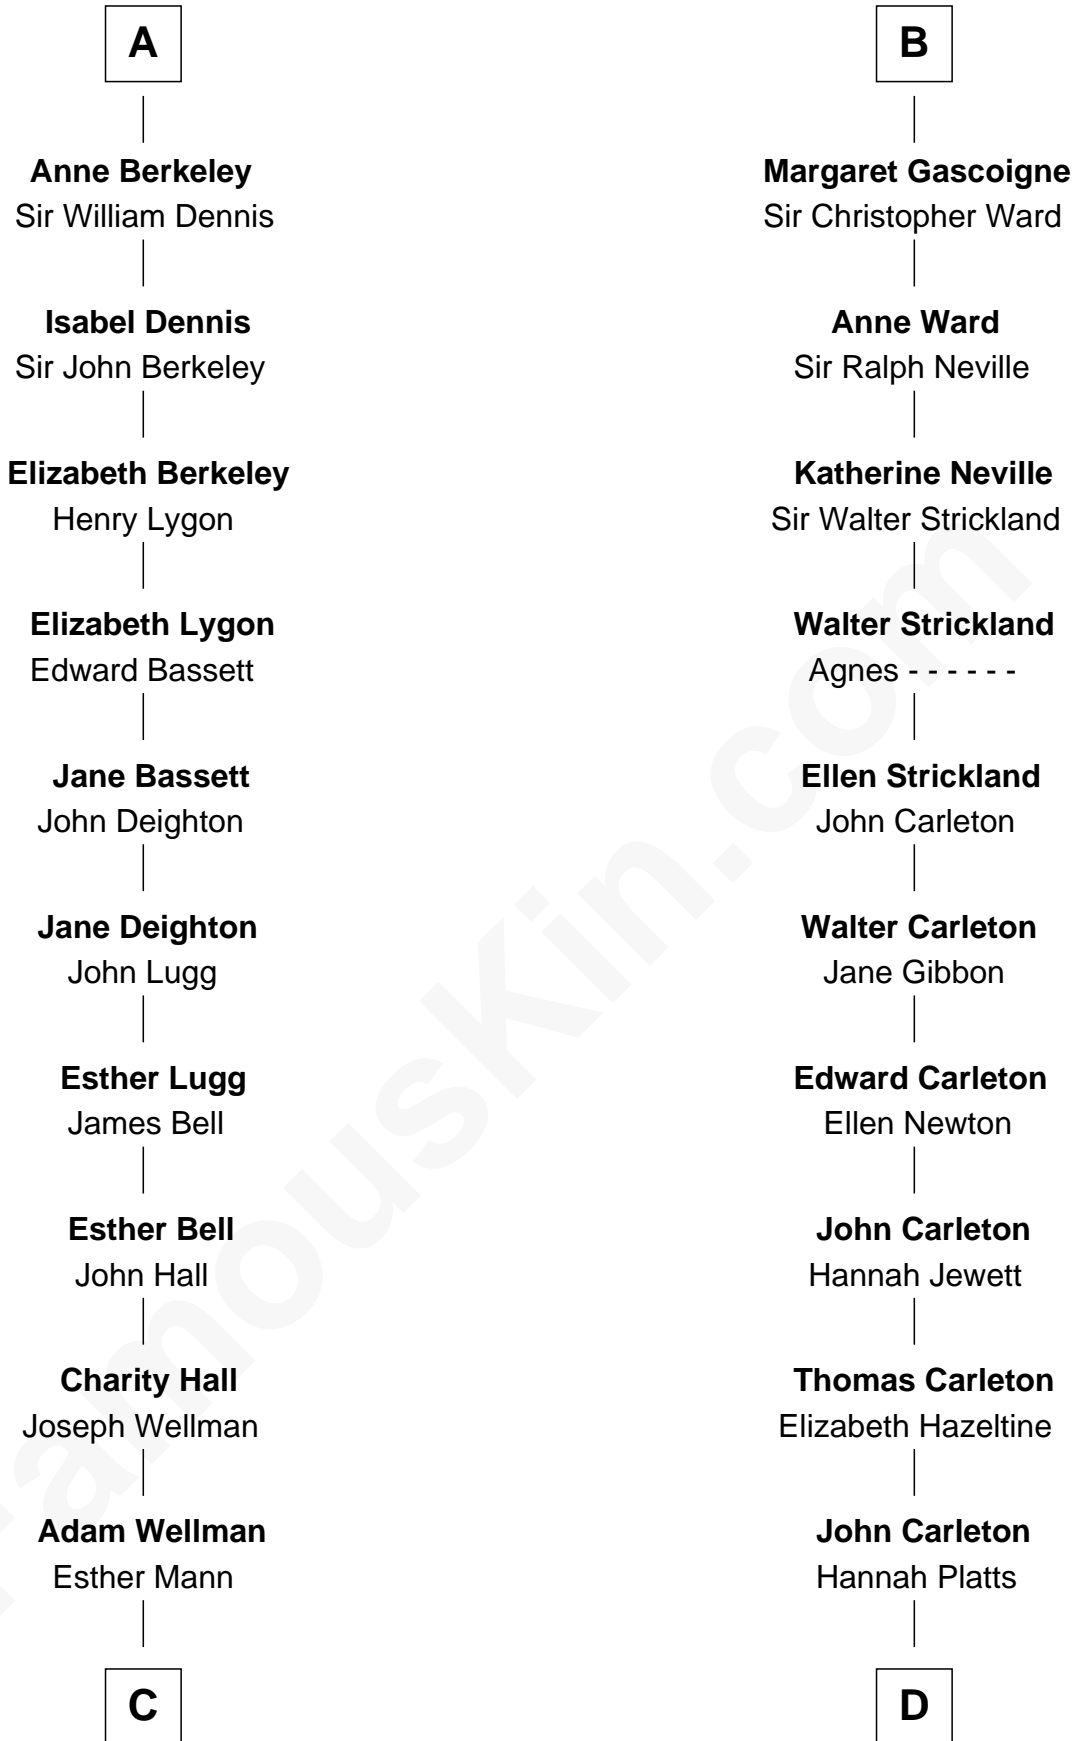 A
Anne Berkeley
Sir William Dennis
Isabel Dennis
Sir John Berkeley
Elizabeth Berkeley
Henry Lygon
Elizabeth Lygon
Edward Bassett
Jane Bassett
John Deighton
Jane Deighton
John Lugg
Esther Lugg
James Bell
Esther Bell
John Hall
Charity Hall
Joseph Wellman
Adam Wellman
Esther Mann
C
B
Margaret Gascoigne
Sir Christopher Ward
Anne Ward
Sir Ralph Neville
Katherine Neville
Sir Walter Strickland
Walter Strickland
Agnes - - - - - -
Ellen Strickland
John Carleton
Walter Carleton
Jane Gibbon
Edward Carleton
Ellen Newton
John Carleton
Hannah Jewett
Thomas Carleton
Elizabeth Hazeltine
John Carleton
Hannah Platts
D
FamousKin.com